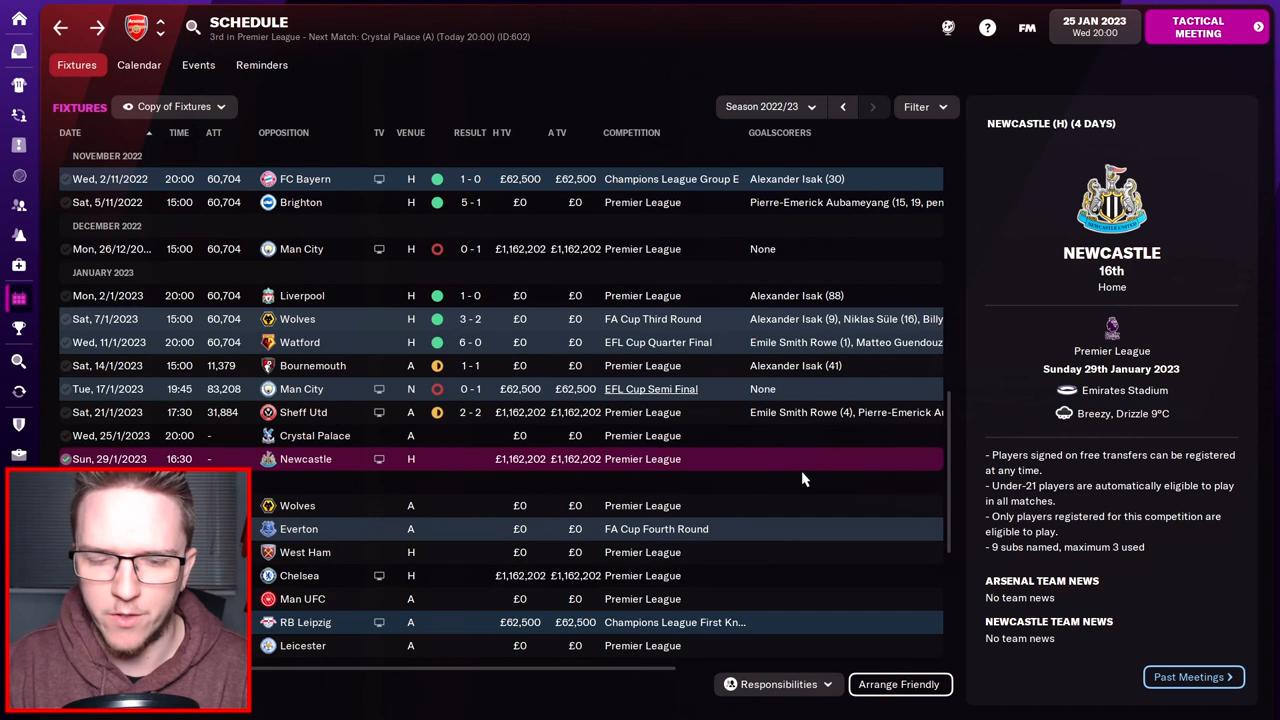 SCHEDULE
3rd in Premier League - Next Match: Crystal Palace (A) (Today 20:00) (ID:602)
FM
25 JAN 2023
Wed 20:00
TACTICAL
MEETING
Fixtures Calendar Events Reminders
FIXTURES Copy of Fixtures Season 2022/23 Filter
DATE TIME ATT OPPOSITION TV VENUE RESULT H TV A TV COMPETITION GOALSCORERS
NOVEMBER 2022
Wed, 2/11/2022 20:00 60,704 FC Bayern H 1 - 0 £62,500 £62,500 Champions League Group E Alexander Isak (30)
Sat, 5/11/2022 15:00 60,704 Brighton H 5 - 1 £0 £0 Premier League Pierre-Emerick Aubameyang (15, 19, pen
DECEMBER 2022
Mon, 26/12/20... 15:00 60,704 Man City H 0 - 1 £1,162,202 £1,162,202 Premier League None
JANUARY 2023
Mon, 2/1/2023 20:00 60,704 Liverpool H 1 - 0 £0 £0 Premier League Alexander Isak (88)
Sat, 7/1/2023 15:00 60,704 Wolves H 3 - 2 £0 £0 FA Cup Third Round Alexander Isak (9), Niklas Süle (16), Billy
Wed, 11/1/2023 20:00 60,704 Watford H 6 - 0 £0 £0 EFL Cup Quarter Final Emile Smith Rowe (1), Matteo Guendouz
Sat, 14/1/2023 15:00 11,379 Bournemouth A 1 - 1 £0 £0 Premier League Alexander Isak (41)
Tue, 17/1/2023 19:45 83,208 Man City N 0 - 1 £62,500 £62,500 EFL Cup Semi Final None
Sat, 21/1/2023 17:30 31,884 Sheff Utd A 2 - 2 £1,162,202 £1,162,202 Premier League Emile Smith Rowe (4), Pierre-Emerick Au
Wed, 25/1/2023 20:00 - Crystal Palace A £0 £0 Premier League
Sun, 29/1/2023 16:30 - Newcastle H £1,162,202 £1,162,202 Premier League
Wolves A £0 £0 Premier League
Everton A £0 £0 FA Cup Fourth Round
West Ham H £0 £0 Premier League
Chelsea H £1,162,202 £1,162,202 Premier League
Man UFC A £0 £0 Premier League
RB Leipzig A £62,500 £62,500 Champions League First Kn...
Leicester A £0 £0 Premier League
Responsibilities Arrange Friendly
NEWCASTLE (H) (4 DAYS)
NEWCASTLE
16th
Home
Premier League
Sunday 29th January 2023
Emirates Stadium
Breezy, Drizzle 9°C
- Players signed on free transfers can be registered
at any time.
- Under-21 players are automatically eligible to play
in all matches.
- Only players registered for this competition are
eligible to play.
- 9 subs named, maximum 3 used
ARSENAL TEAM NEWS
No team news
NEWCASTLE TEAM NEWS
No team news
Past Meetings